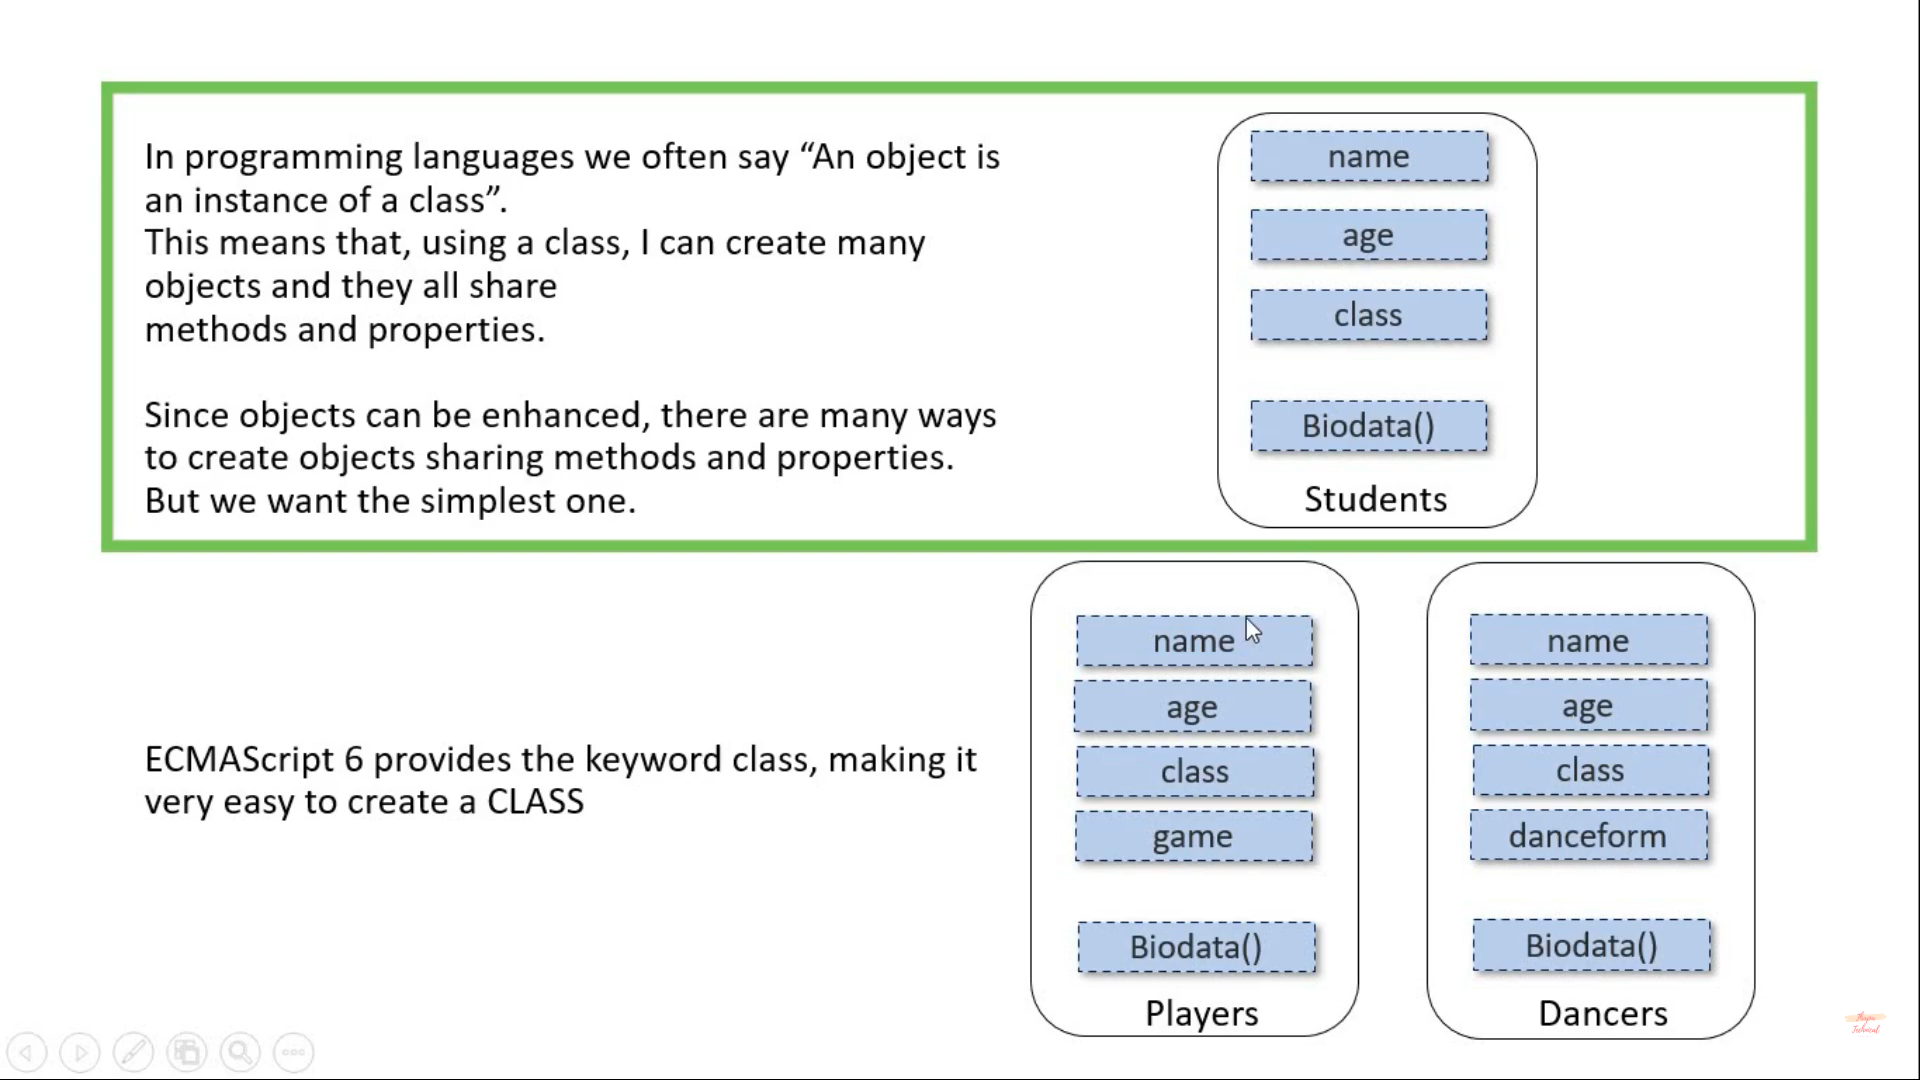 In programming languages we often say “An object is
an instance of a class”.
This means that, using a class, I can create many
objects and they all share
methods and properties.
Since objects can be enhanced, there are many ways
to create objects sharing methods and properties.
But we want the simplest one.
name
age
class
Biodata()
Students
ECMAScript 6 provides the keyword class, making it
very easy to create a CLASS
name
age
class
game
Biodata()
Players
name
age
class
danceform
Biodata()
Dancers
Technical